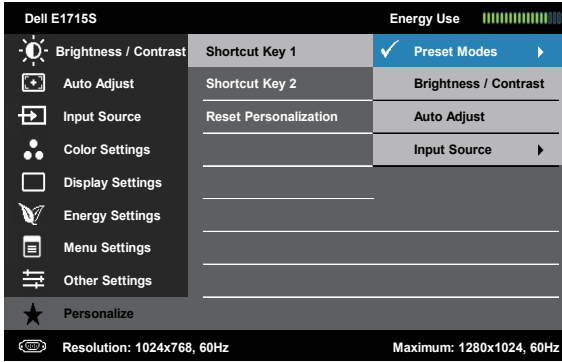 Dell E1715S Energy Use
Brightness / Contrast Shortcut Key 1 Preset Modes
Auto Adjust Shortcut Key 2 Brightness / Contrast
Input Source Reset Personalization Auto Adjust
Color Settings Input Source
Display Settings
Energy Settings
Menu Settings
Other Settings
Personalize
Resolution: 1024x768, 60Hz Maximum: 1280x1024, 60Hz